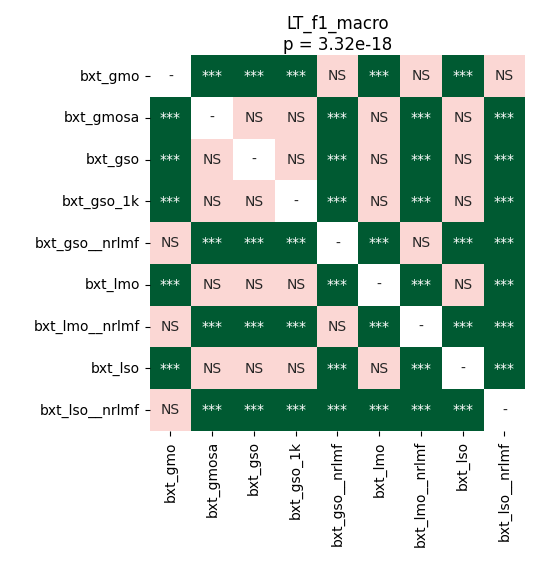 LT_f1_macro
p = 3.32e-18
bxt_gmo - *** *** *** NS *** NS *** NS
bxt_gmosa *** - NS NS *** NS *** NS ***
bxt_gso *** NS - NS *** NS *** NS ***
bxt_gso_1k *** NS NS - *** NS *** NS ***
bxt_gso__nrlmf NS *** *** *** - *** NS *** ***
bxt_lmo *** NS NS NS *** - *** NS ***
bxt_lmo__nrlmf NS *** *** *** NS *** - *** ***
bxt_lso *** NS NS NS *** NS *** - ***
bxt_lso__nrlmf NS *** *** *** *** *** *** *** -
bxt_gmo
bxt_gmosa
bxt_gso
bxt_gso_1k
bxt_gso__nrlmf
bxt_lmo
bxt_lmo__nrlmf
bxt_lso
bxt_lso__nrlmf